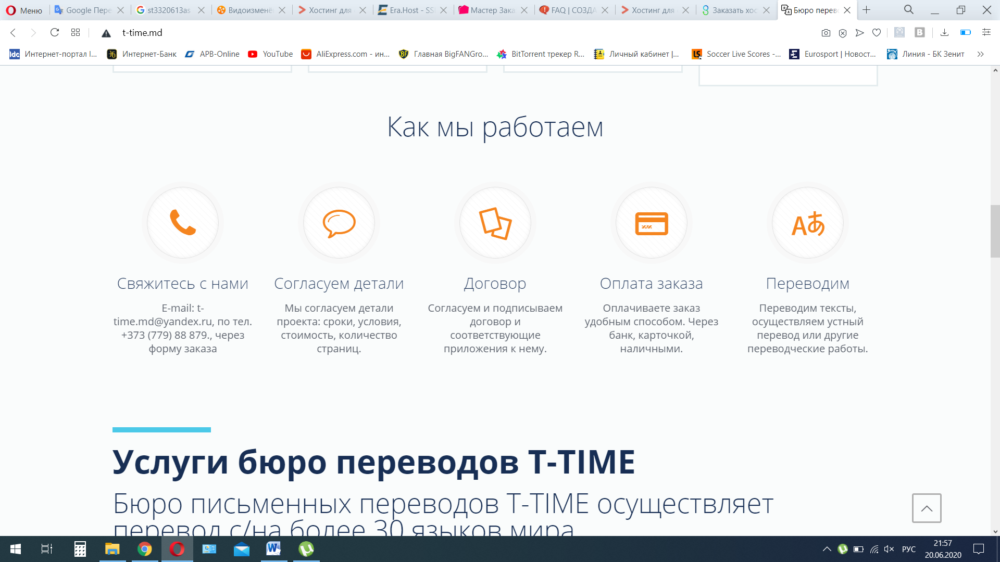 Меню
Google Пере
st3320613as
Видоизменё
Хостинг для
Era.Host - SS
Мастер Зака
FAQ | СОЗДА
Хостинг для
Заказать хос
Бюро перев
t-time.md
Интернет-портал I...
Интернет-Банк
APB-Online
YouTube
AliExpress.com - ин...
Главная BigFANGro...
BitTorrent трекер R...
Личный кабинет |...
Soccer Live Scores -...
Eurosport | Новост...
Линия - БК Зенит
Как мы работаем
Свяжитесь с нами
E-mail: t-
time.md@yandex.ru, по тел.
+373 (779) 88 879., через
форму заказа
Согласуем детали
Мы согласуем детали
проекта: сроки, условия,
стоимость, количество
страниц.
Договор
Согласуем и подписываем
договор и
соответствующие
приложения к нему.
Оплата заказа
Оплачиваете заказ
удобным способом. Через
банк, карточкой,
наличными.
Переводим
Переводим тексты,
осуществляем устный
перевод или другие
переводческие работы.
Услуги бюро переводов T-TIME
Бюро письменных переводов T-TIME осуществляет
перевод с/на более 30 языков мира
РУС
21:57
20.06.2020